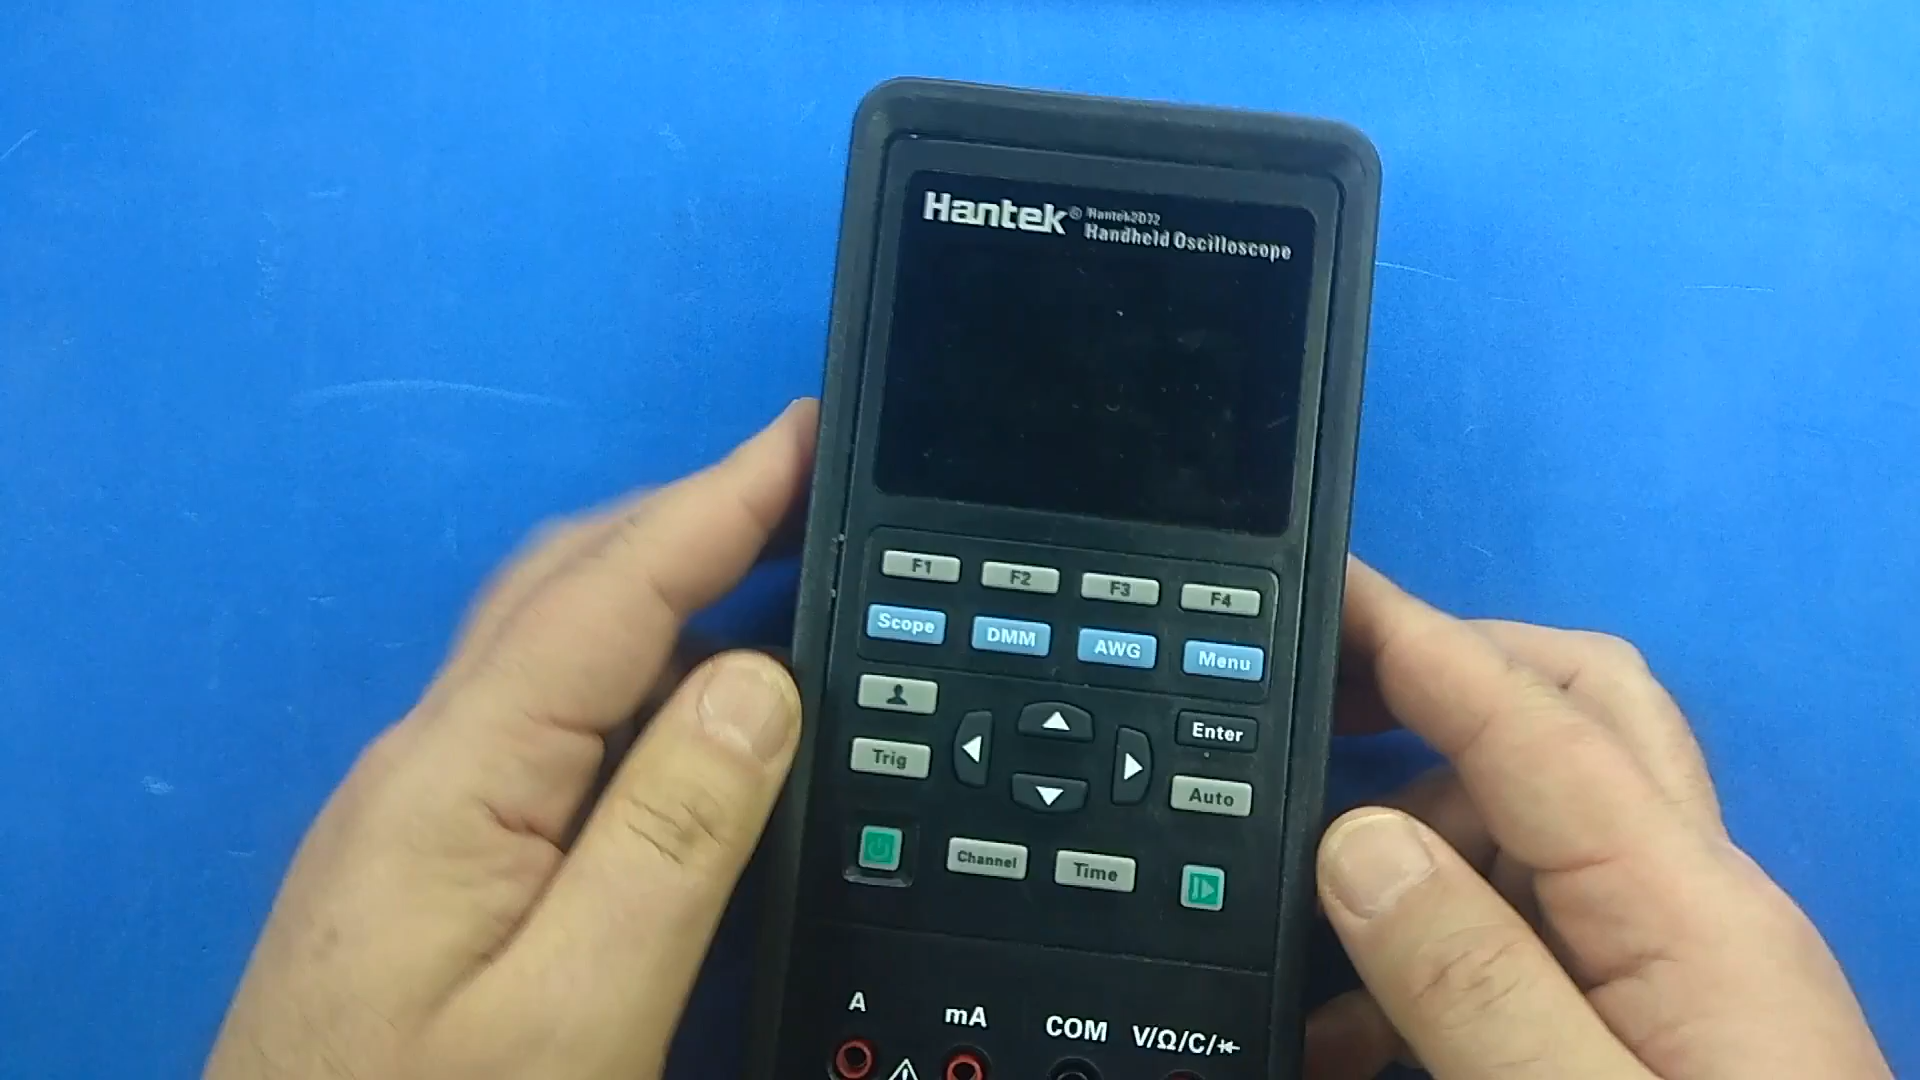 Hantek® Hantek2D72
Handheld Oscilloscope
F1 F2 F3 F4
Scope DMM AWG Menu
Enter
Trig
Auto
Channel Time
A mA COM V/Ω/C/